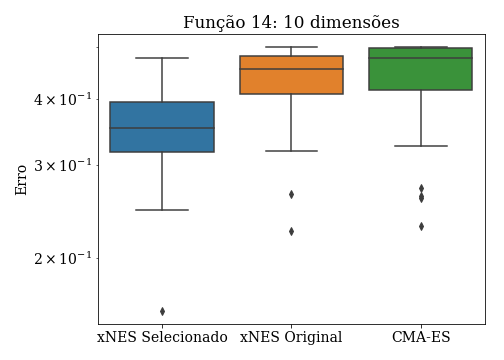 Função 14: 10 dimensões
Erro
4 × 10⁻¹
3 × 10⁻¹
2 × 10⁻¹
xNES Selecionado
xNES Original
CMA-ES